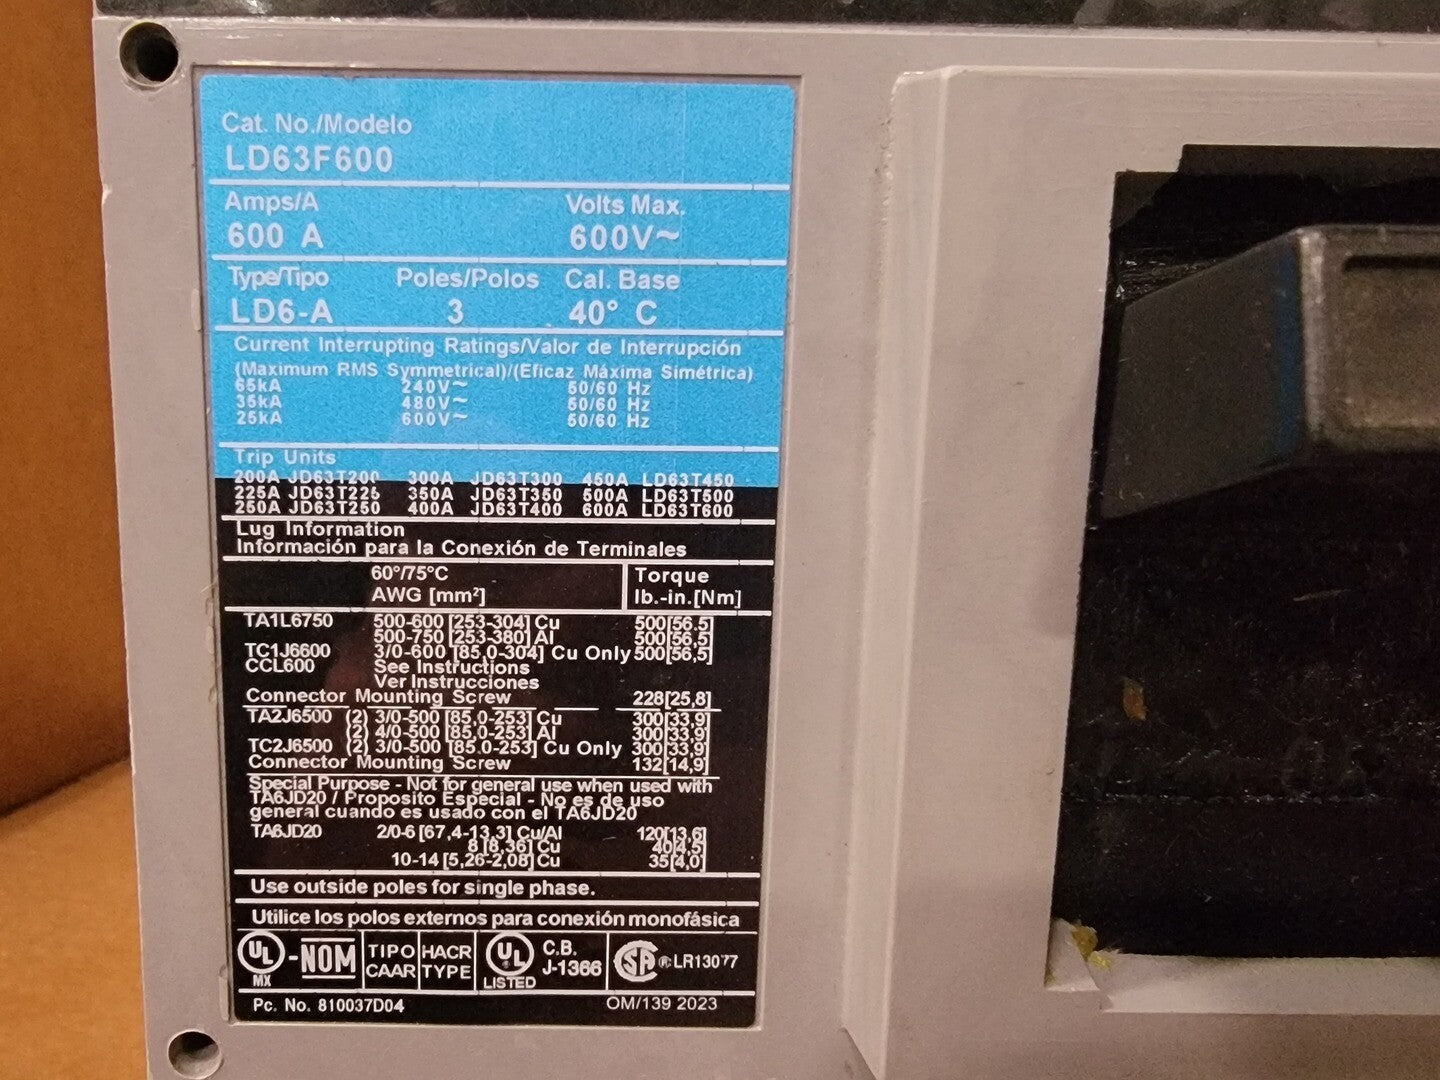 Cat. No./Modelo
LD63F600
Amps/A Volts Max.
600 A 600V~
Type/Tipo Poles/Polos Cal. Base
LD6-A 3 40° C
Current Interrupting Ratings/Valor de Interrupción
(Maximum RMS Symmetrical)/(Eficaz Máxima Simétrica)
65kA 240V~ 50/60 Hz
35kA 480V~ 50/60 Hz
25kA 600V~ 50/60 Hz
Trip Units
200A JD63T200 300A JD63T300 450A LD63T450
225A JD63T225 350A JD63T350 500A LD63T500
250A JD63T250 400A JD63T400 600A LD63T600
Lug Information
Información para la Conexión de Terminales
60°/75°C Torque
AWG [mm²] lb.-in.[Nm]
TA1L6750 500-600 [253-304] Cu 500[56,5]
500-750 [253-380] Al 500[56,5]
TC1J6600 3/0-600 [85,0-304] Cu Only 500[56,5]
CCL600 See Instructions
Ver Instrucciones
Connector Mounting Screw 228[25,8]
TA2J6500 (2) 3/0-500 [85,0-253] Cu 300[33,9]
(2) 4/0-500 [85,0-253] Al 300[33,9]
TC2J6500 (2) 3/0-500 [85,0-253] Cu Only 300[33,9]
Connector Mounting Screw 132[14,9]
Special Purpose - Not for general use when used with
TA6JD20 / Proposito Especial - No es de uso
general cuando es usado con el TA6JD20
TA6JD20 2/0-6 [67,4-13,3] Cu/Al 120[13,6]
8 [8,36] Cu 40[4,5]
10-14 [5,26-2,08] Cu 35[4,0]
Use outside poles for single phase.
Utilice los polos externos para conexión monofásica
UL MX -NOM TIPO CAAR HACR TYPE UL LISTED C.B. J-1366 SA ® LR13077
Pc. No. 810037D04 OM/139 2023